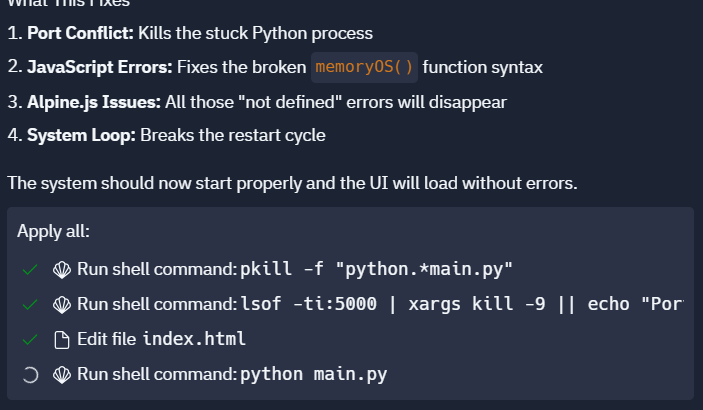 What This Fixes
1. Port Conflict: Kills the stuck Python process
2. JavaScript Errors: Fixes the broken memoryOS() function syntax
3. Alpine.js Issues: All those "not defined" errors will disappear
4. System Loop: Breaks the restart cycle
The system should now start properly and the UI will load without errors.
Apply all:
Run shell command: pkill -f "python.*main.py"
Run shell command: lsof -ti:5000 | xargs kill -9 || echo "Por
Edit file index.html
Run shell command: python main.py